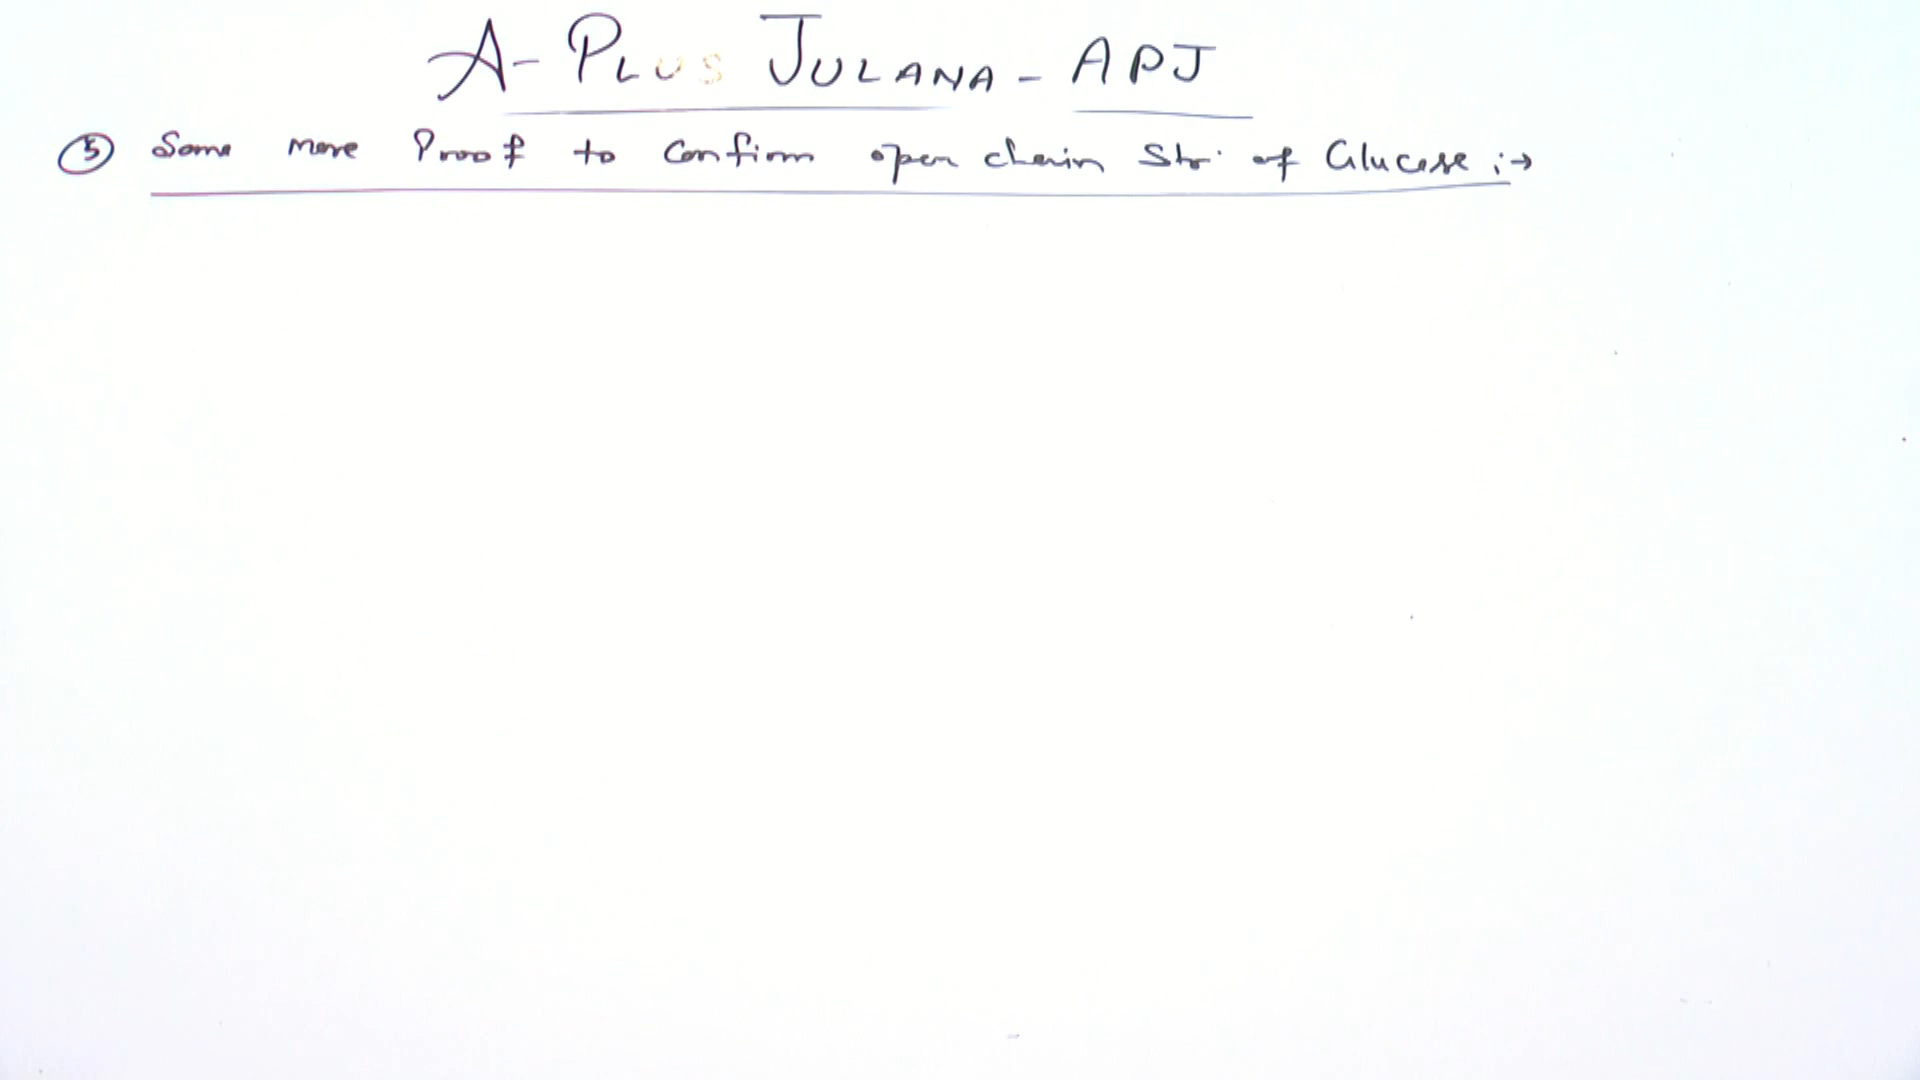 A- PLUS JULANA - APJ
⑤ Some more Proof to Confirm open chain Str. of Glucose :→